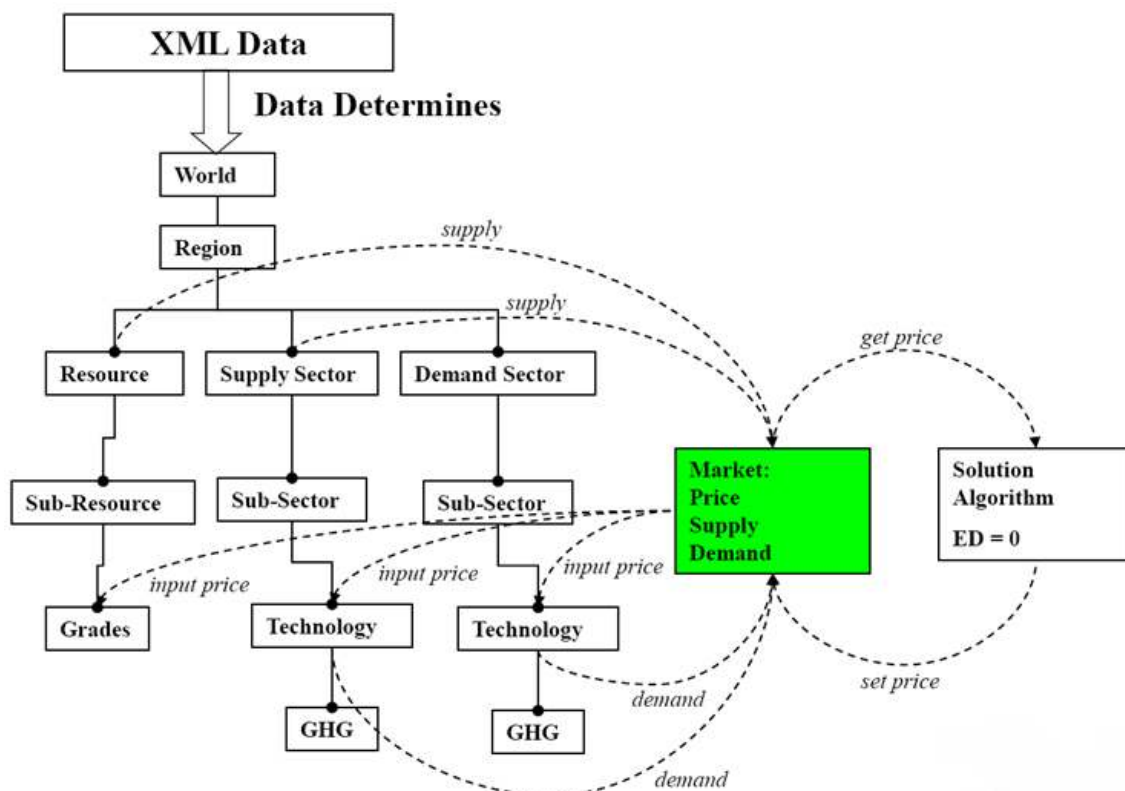 XML Data
Data Determines
World
Region
supply
supply
get price
Resource
Supply Sector
Demand Sector
Market:
Price
Supply
Demand
Solution
Algorithm
ED = 0
Sub-Resource
Sub-Sector
Sub-Sector
input price
input price
input price
Grades
Technology
Technology
set price
demand
GHG
GHG
demand